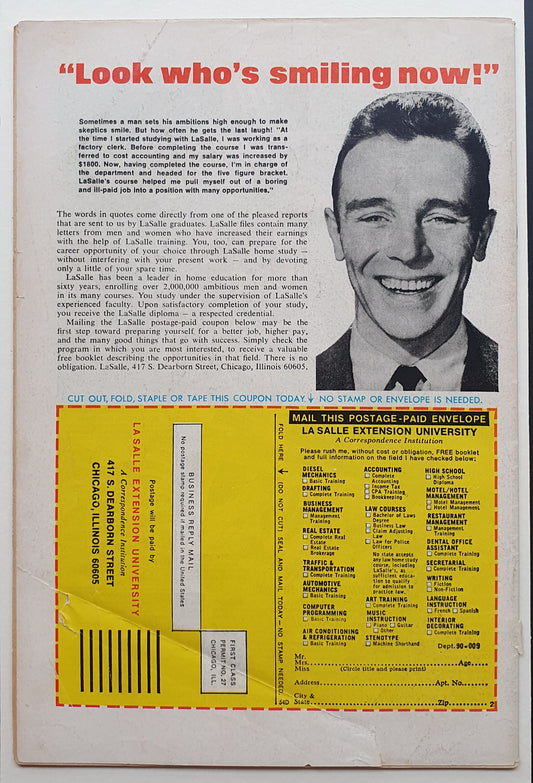 “Look who’s smiling now!”
Sometimes a man sets his ambitions high enough to make
skeptics smile. But how often he gets the last laugh! "At
the time I started studying with LaSalle, I was working as a
factory clerk. Before completing the course I was trans-
ferred to cost accounting and my salary was increased by
$1800. Now, having completed the course, I'm in charge of
the department and headed for the five figure bracket.
LaSalle's course helped me pull myself out of a boring
and ill-paid job into a position with many opportunities."
The words in quotes come directly from one of the pleased reports
that are sent to us by LaSalle graduates. LaSalle files contain many
letters from men and women who have increased their earnings
with the help of LaSalle training. You, too, can prepare for the
career opportunity of your choice through LaSalle home study –
without interfering with your present work – and by devoting
only a little of your spare time.
LaSalle has been a leader in home education for more than
sixty years, enrolling over 2,000,000 ambitious men and women
in its many courses. You study under the supervision of LaSalle's
experienced faculty. Upon satisfactory completion of your study,
you receive the LaSalle diploma – a respected credential.
Mailing the LaSalle postage-paid coupon below may be the
first step toward preparing yourself for a better job, higher pay,
and the many good things that go with success. Simply check the
program in which you are most interested, to receive a valuable
free booklet describing the opportunities in that field. There is no
obligation. LaSalle, 417 S. Dearborn Street, Chicago, Illinois 60605.
CUT OUT, FOLD, STAPLE OR TAPE THIS COUPON TODAY ↓ NO STAMP OR ENVELOPE IS NEEDED.
FOLD HERE ↓ (DO NOT CUT) SEAL AND MAIL TODAY – NO STAMP NEEDED.
FIRST CLASS
PERMIT NO. 27
CHICAGO, ILL.
BUSINESS REPLY MAIL
No postage stamp required if mailed in the United States
Postage will be paid by
LA SALLE EXTENSION UNIVERSITY
A Correspondence Institution
417 S. DEARBORN STREET
CHICAGO, ILLINOIS 60605
MAIL THIS POSTAGE-PAID ENVELOPE
LA SALLE EXTENSION UNIVERSITY
A Correspondence Institution
Please rush me, without cost or obligation, FREE booklet
and full information on the field I have checked below:
DIESEL
MECHANICS
Basic Training
DRAFTING
Complete Training
BUSINESS
MANAGEMENT
Management
Training
REAL ESTATE
Complete Real
Estate
Real Estate
Brokerage
TRAFFIC &
TRANSPORTATION
Complete Training
AUTOMOTIVE
MECHANICS
Basic Training
COMPUTER
PROGRAMMING
Basic Training
AIR CONDITIONING
& REFRIGERATION
Basic Training
ACCOUNTING
Complete
Accounting
Income Tax
CPA Training
Bookkeeping
LAW COURSES
Bachelor of Laws
Degree
Business Law
Claim Adjusting
Law
Law for Police
Officers
No state accepts
any law home study
course, including
LaSalle's, as
sufficient educa-
tion to qualify
for admission to
practice law.
ART TRAINING
Complete Training
MUSIC
INSTRUCTION
Piano Guitar
Other
STENOTYPE
Machine Shorthand
HIGH SCHOOL
High School
Diploma
MOTEL/HOTEL
MANAGEMENT
Motel Management
Hotel Management
RESTAURANT
MANAGEMENT
Management
Training
DENTAL OFFICE
ASSISTANT
Complete Training
SECRETARIAL
Complete Training
WRITING
Fiction
Non-Fiction
LANGUAGE
INSTRUCTION
French Spanish
INTERIOR
DECORATING
Complete Training
Dept. 90-009
Mr.
Mrs. Age
Miss (Circle title and please print)
Address Apt. No.
City &
State Zip
54D
2